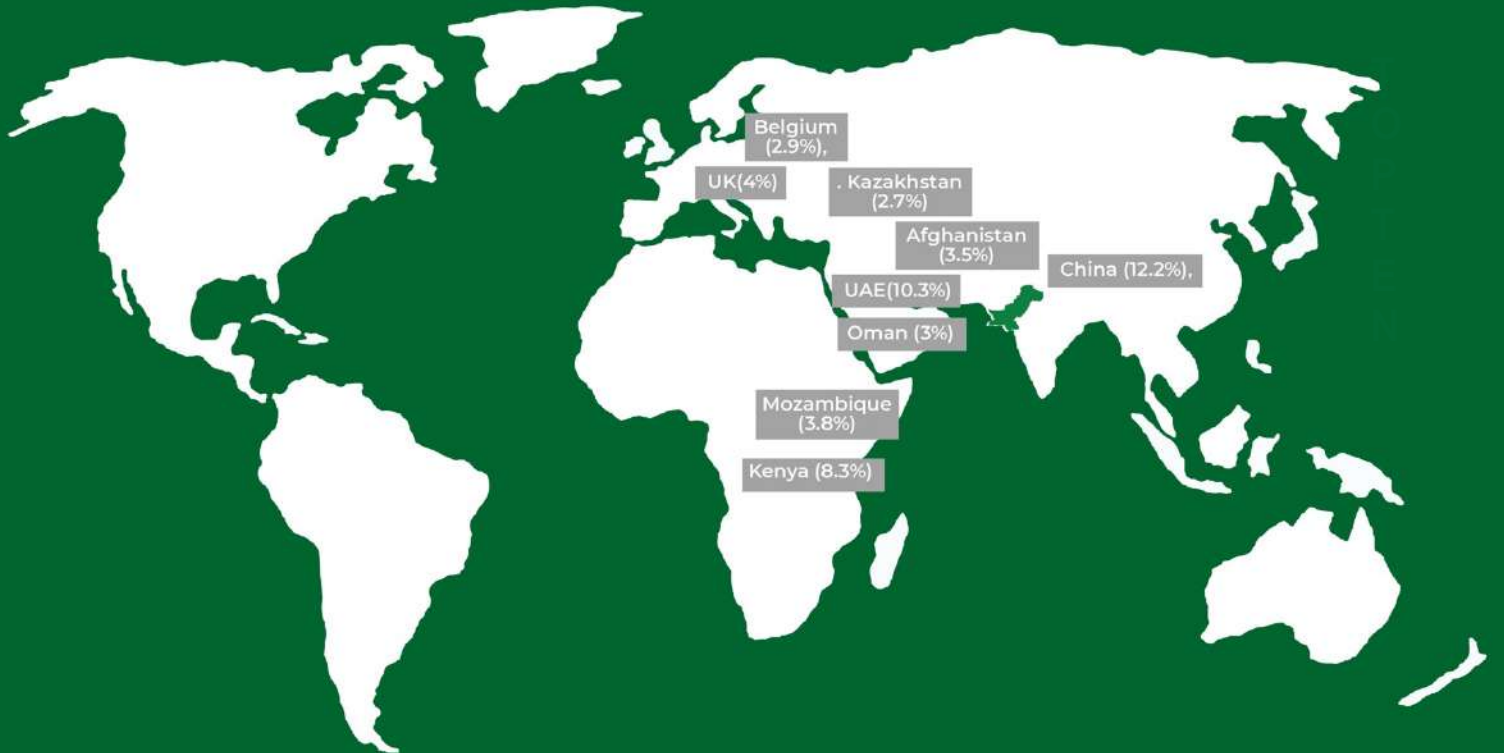 Belgium
(2.9%),
UK(4%)
. Kazakhstan
(2.7%)
Afghanistan
(3.5%)
China (12.2%),
UAE(10.3%)
Oman (3%)
Mozambique
(3.8%)
Kenya (8.3%)